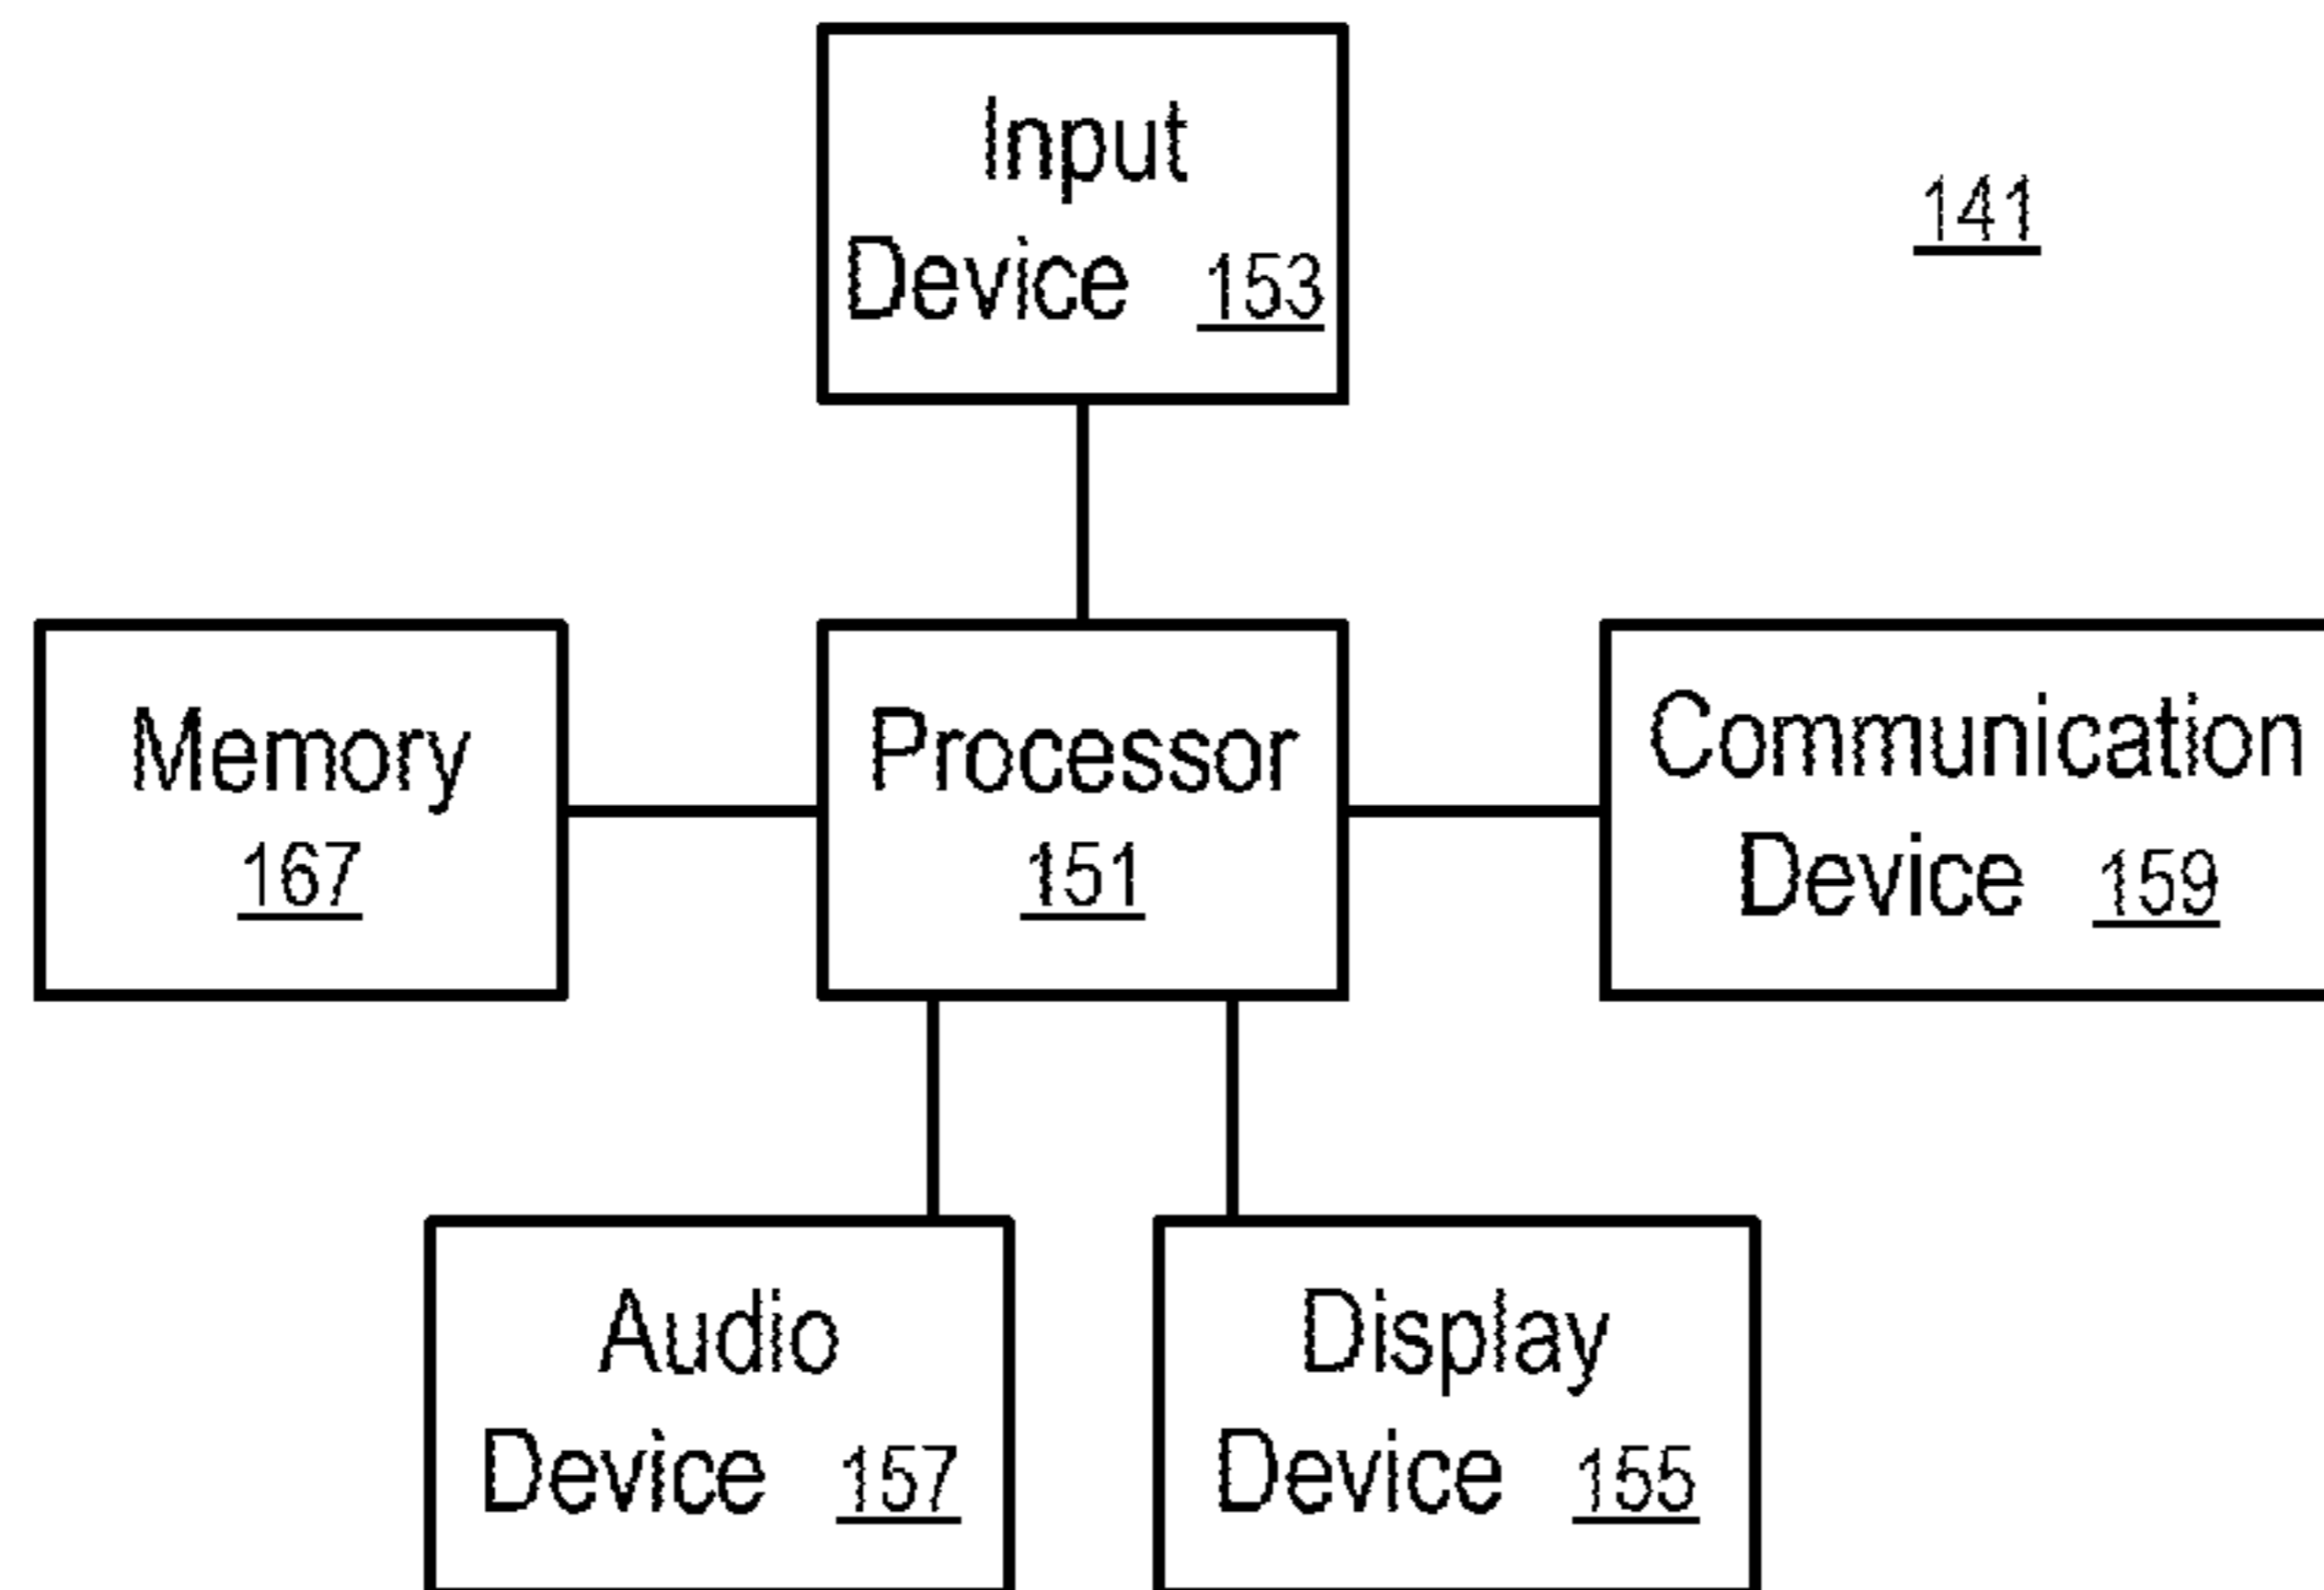 Input
Device 153
141
Memory
167
Processor
151
Communication
Device 159
Audio
Device 157
Display
Device 155